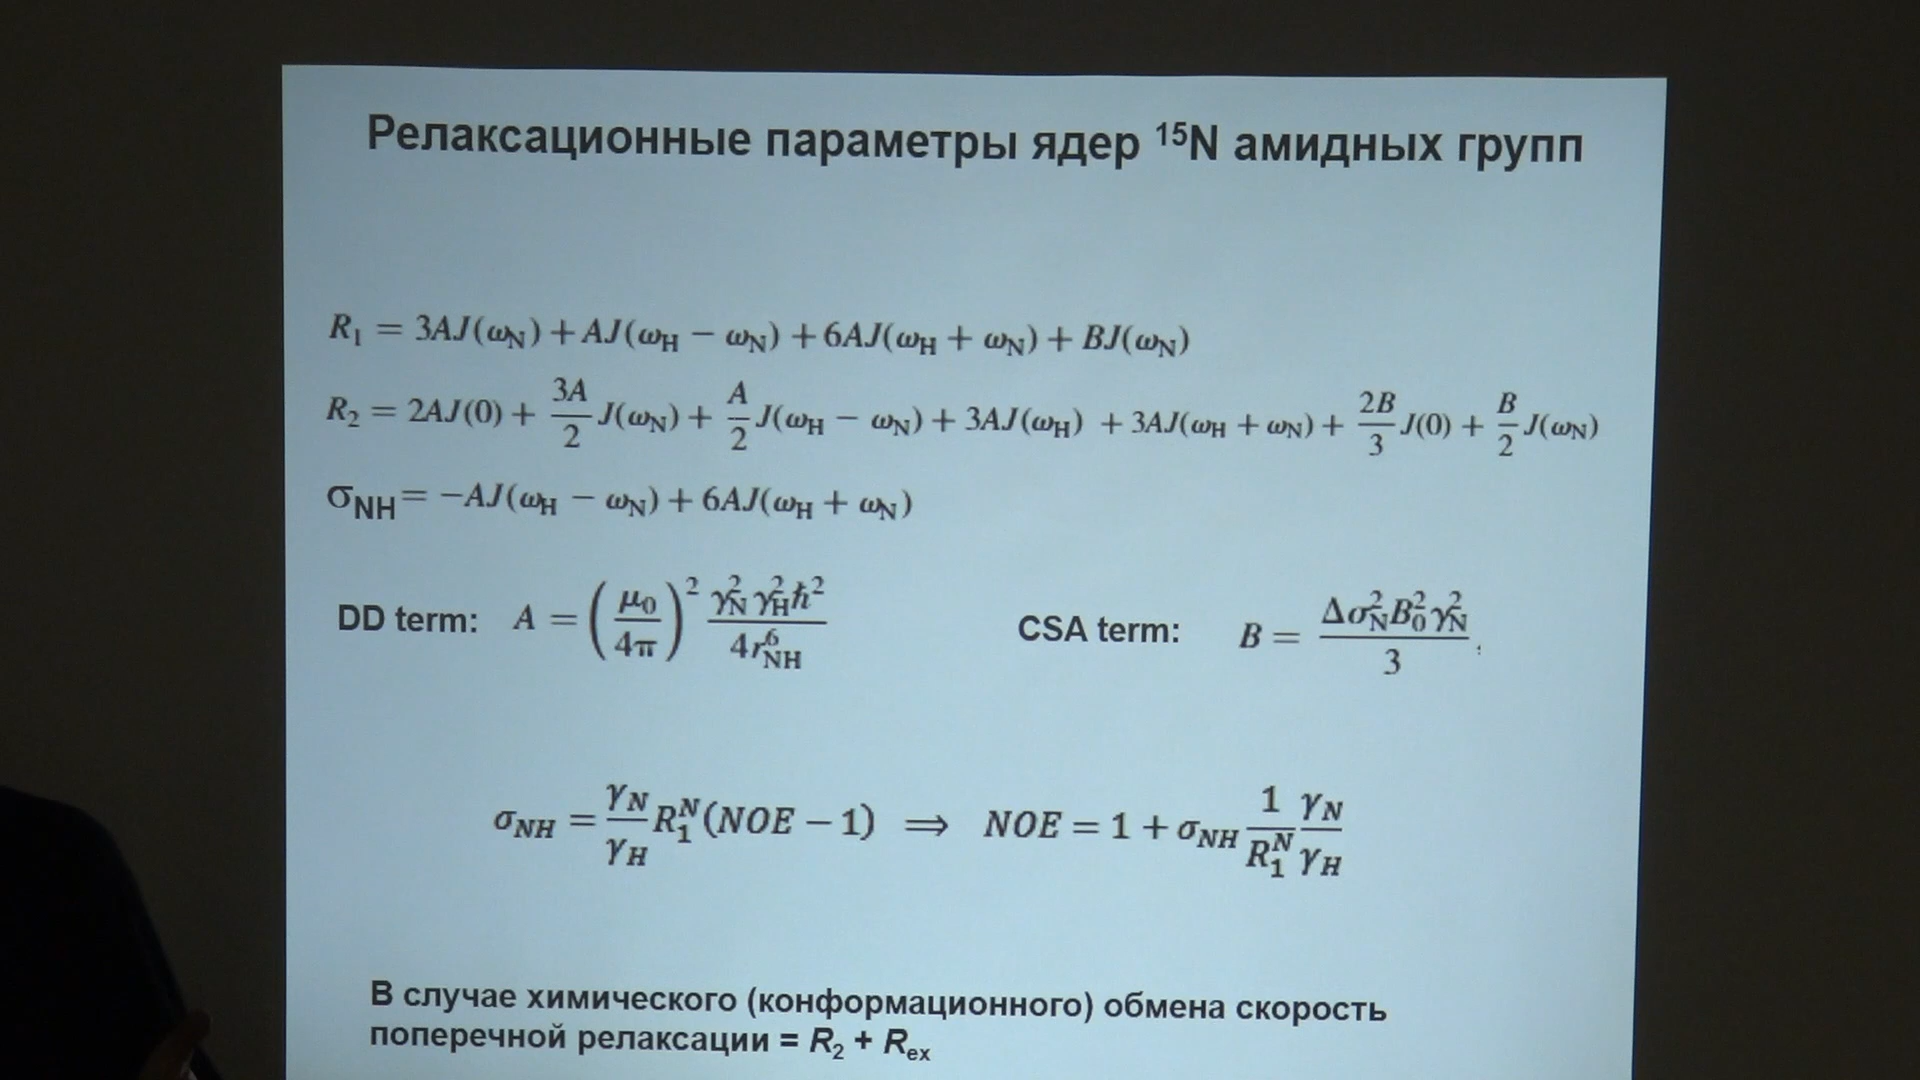 Релаксационные параметры ядер ¹⁵N амидных групп
R₁ = 3AJ(ω_N) + AJ(ω_H − ω_N) + 6AJ(ω_H + ω_N) + BJ(ω_N)
R₂ = 2AJ(0) + 3A/2 J(ω_N) + A/2 J(ω_H − ω_N) + 3AJ(ω_H) + 3AJ(ω_H + ω_N) + 2B/3 J(0) + B/2 J(ω_N)
σ_NH = −AJ(ω_H − ω_N) + 6AJ(ω_H + ω_N)
DD term: A = (μ₀/4π)² γ_N² γ_H² ħ² / 4r_NH⁶ CSA term: B = Δσ_N² B₀² γ_N² / 3
σ_NH = γ_N/γ_H R₁^N (NOE − 1) ⟹ NOE = 1 + σ_NH 1/R₁^N γ_N/γ_H
В случае химического (конформационного) обмена скорость
поперечной релаксации = R₂ + R_ex